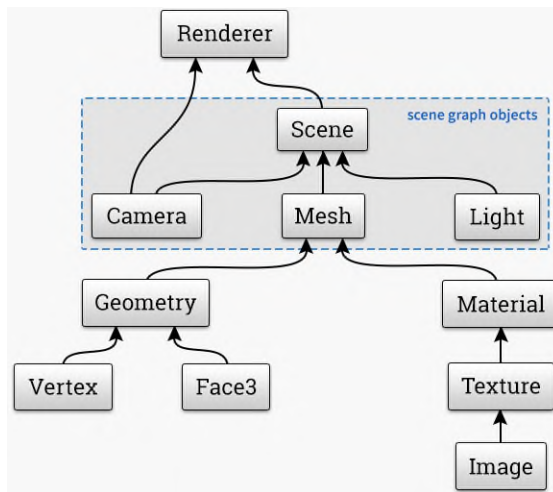 Renderer
scene graph objects
Scene
Camera
Mesh
Light
Geometry
Material
Vertex
Face3
Texture
Image